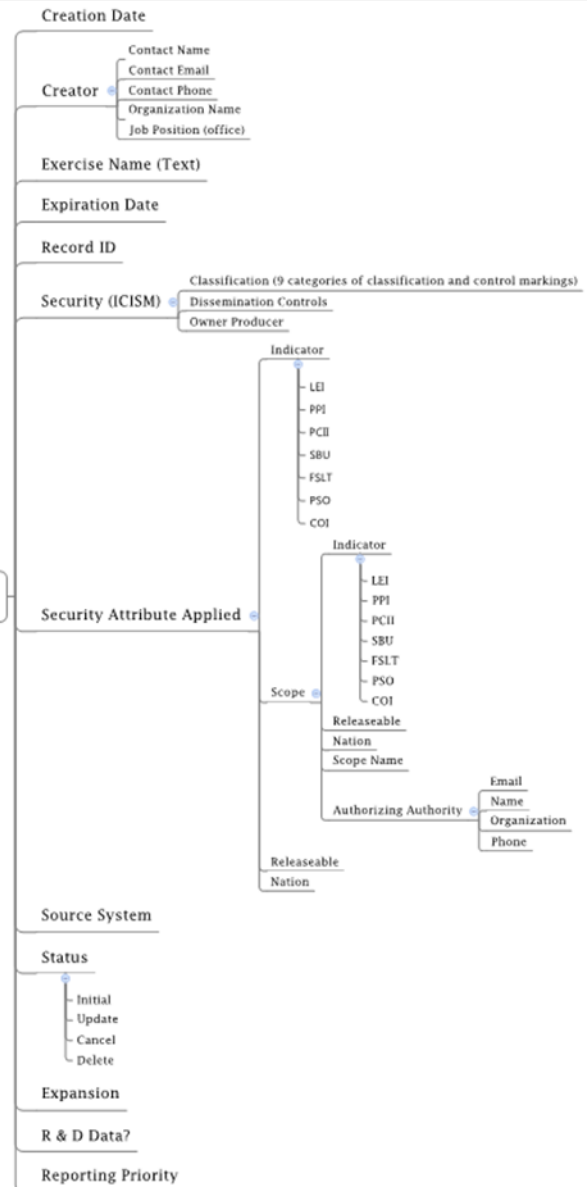 Creation Date
Contact Name
Contact Email
Creator
Contact Phone
Organization Name
Job Position (office)
Exercise Name (Text)
Expiration Date
Record ID
Classification (9 categories of classification and control markings)
Security (ICISM)
Dissemination Controls
Owner Producer
Indicator
LEI
PPI
PCII
SBU
FSLT
PSO
COI
Security Attribute Applied
Scope
Indicator
LEI
PPI
PCII
SBU
FSLT
PSO
COI
Releaseable
Nation
Scope Name
Authorizing Authority
Email
Name
Organization
Phone
Releaseable
Nation
Source System
Status
Initial
Update
Cancel
Delete
Expansion
R & D Data?
Reporting Priority